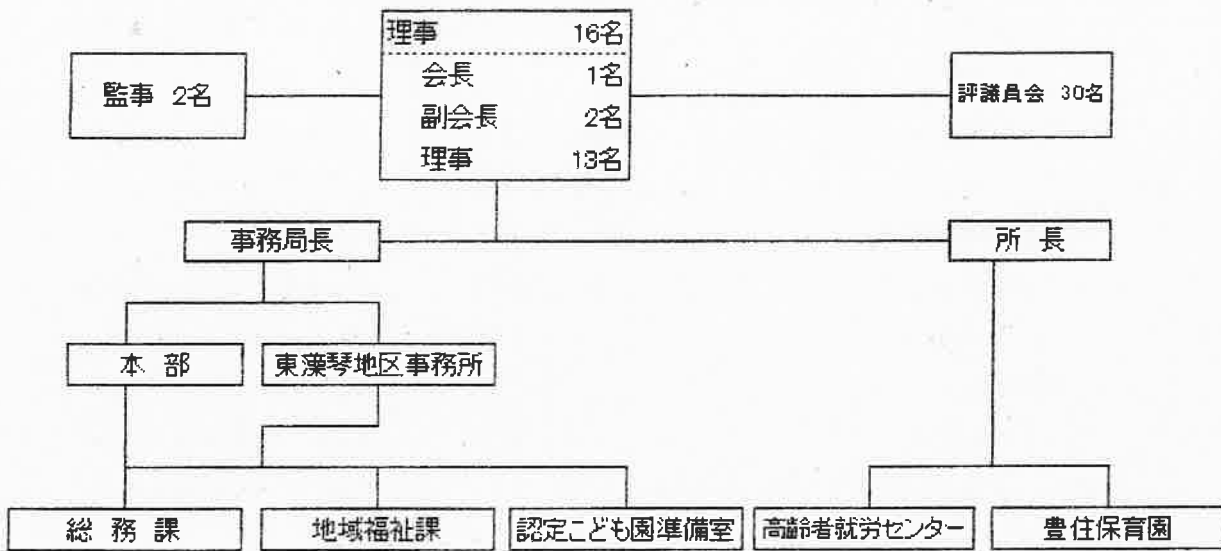 理事 16名
会長 1名
副会長 2名
理事 13名
監事 2名
評議員会 30名
事務局長
所 長
本 部
東藻琴地区事務所
総 務 課
地域福祉課
認定こども園準備室
高齢者就労センター
豊住保育園